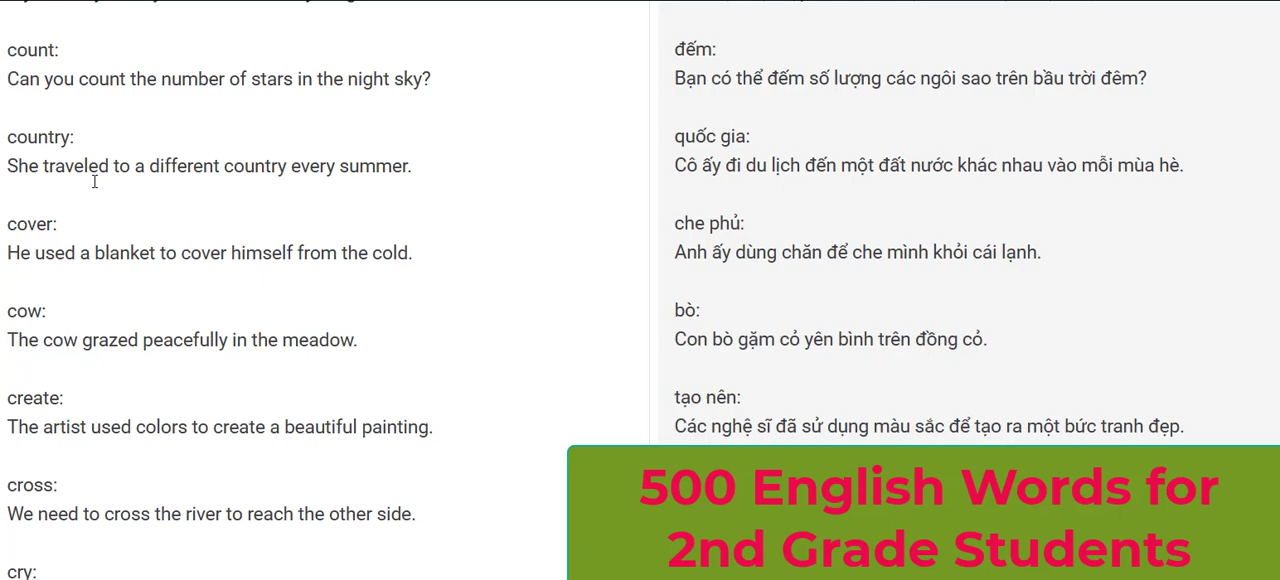 count:
Can you count the number of stars in the night sky?
country:
She traveled to a different country every summer.
cover:
He used a blanket to cover himself from the cold.
cow:
The cow grazed peacefully in the meadow.
create:
The artist used colors to create a beautiful painting.
cross:
We need to cross the river to reach the other side.
cry:
đếm:
Bạn có thể đếm số lượng các ngôi sao trên bầu trời đêm?
quốc gia:
Cô ấy đi du lịch đến một đất nước khác nhau vào mỗi mùa hè.
che phủ:
Anh ấy dùng chăn để che mình khỏi cái lạnh.
bò:
Con bò gặm cỏ yên bình trên đồng cỏ.
tạo nên:
Các nghệ sĩ đã sử dụng màu sắc để tạo ra một bức tranh đẹp.
500 English Words for
2nd Grade Students